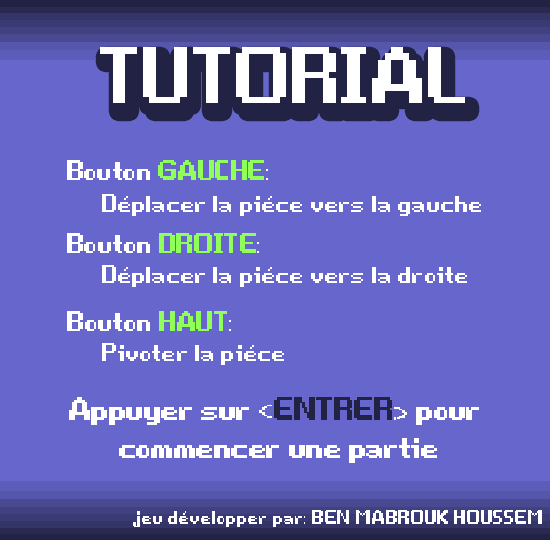 TUTORIAL
Bouton GAUCHE:
Déplacer la piéce vers la gauche
Bouton DROITE:
Déplacer la piéce vers la droite
Bouton HAUT:
Pivoter la piéce
Appuyer sur <ENTRER> pour
commencer une partie
jeu développer par: BEN MABROUK HOUSSEM